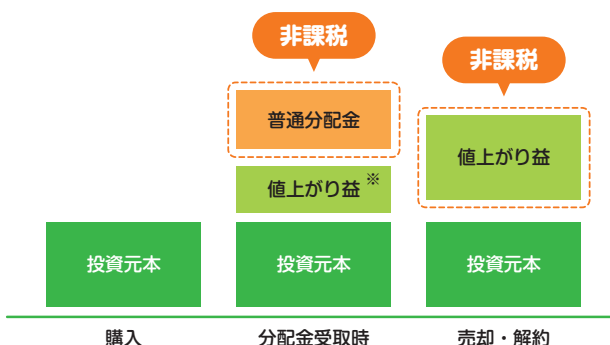 非課税
非課税
普通分配金
値上がり益※
値上がり益
投資元本
投資元本
投資元本
購入
分配金受取時
売却・解約